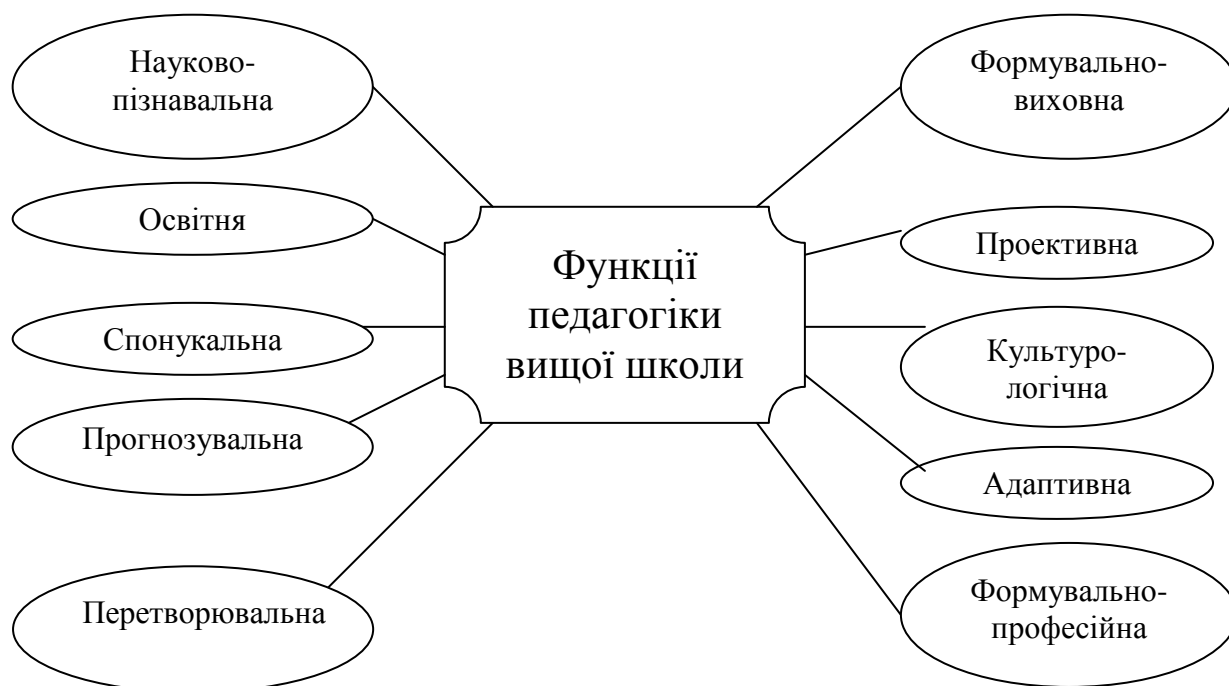 Науково-
пізнавальна
Освітня
Спонукальна
Прогнозувальна
Перетворювальна
Функції
педагогіки
вищої школи
Формувально-
виховна
Проективна
Культуро-
логічна
Адаптивна
Формувально-
професійна